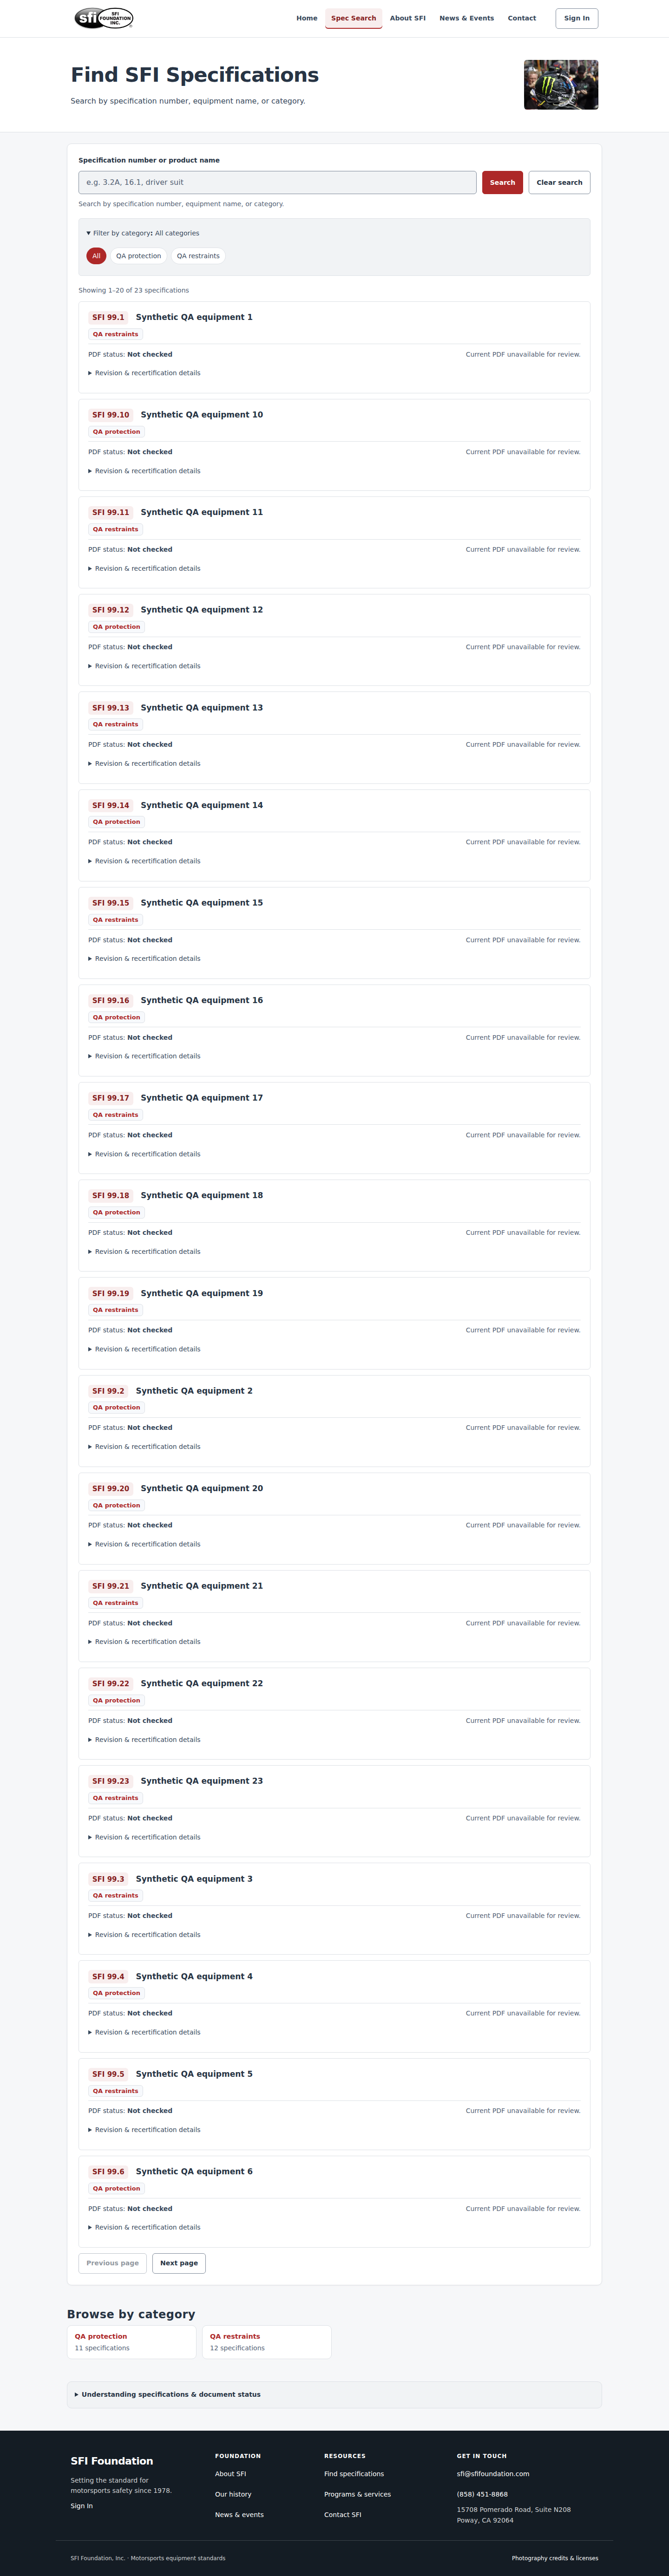 sfi SFI FOUNDATION INC.
Home Spec Search About SFI News & Events Contact Sign In
Find SFI Specifications
Search by specification number, equipment name, or category.
Specification number or product name
e.g. 3.2A, 16.1, driver suit Search Clear search
Search by specification number, equipment name, or category.
▼ Filter by category: All categories
All QA protection QA restraints
Showing 1–20 of 23 specifications
SFI 99.1 Synthetic QA equipment 1
QA restraints
PDF status: Not checked Current PDF unavailable for review.
▶ Revision & recertification details
SFI 99.10 Synthetic QA equipment 10
QA protection
PDF status: Not checked Current PDF unavailable for review.
▶ Revision & recertification details
SFI 99.11 Synthetic QA equipment 11
QA restraints
PDF status: Not checked Current PDF unavailable for review.
▶ Revision & recertification details
SFI 99.12 Synthetic QA equipment 12
QA protection
PDF status: Not checked Current PDF unavailable for review.
▶ Revision & recertification details
SFI 99.13 Synthetic QA equipment 13
QA restraints
PDF status: Not checked Current PDF unavailable for review.
▶ Revision & recertification details
SFI 99.14 Synthetic QA equipment 14
QA protection
PDF status: Not checked Current PDF unavailable for review.
▶ Revision & recertification details
SFI 99.15 Synthetic QA equipment 15
QA restraints
PDF status: Not checked Current PDF unavailable for review.
▶ Revision & recertification details
SFI 99.16 Synthetic QA equipment 16
QA protection
PDF status: Not checked Current PDF unavailable for review.
▶ Revision & recertification details
SFI 99.17 Synthetic QA equipment 17
QA restraints
PDF status: Not checked Current PDF unavailable for review.
▶ Revision & recertification details
SFI 99.18 Synthetic QA equipment 18
QA protection
PDF status: Not checked Current PDF unavailable for review.
▶ Revision & recertification details
SFI 99.19 Synthetic QA equipment 19
QA restraints
PDF status: Not checked Current PDF unavailable for review.
▶ Revision & recertification details
SFI 99.2 Synthetic QA equipment 2
QA protection
PDF status: Not checked Current PDF unavailable for review.
▶ Revision & recertification details
SFI 99.20 Synthetic QA equipment 20
QA protection
PDF status: Not checked Current PDF unavailable for review.
▶ Revision & recertification details
SFI 99.21 Synthetic QA equipment 21
QA restraints
PDF status: Not checked Current PDF unavailable for review.
▶ Revision & recertification details
SFI 99.22 Synthetic QA equipment 22
QA protection
PDF status: Not checked Current PDF unavailable for review.
▶ Revision & recertification details
SFI 99.23 Synthetic QA equipment 23
QA restraints
PDF status: Not checked Current PDF unavailable for review.
▶ Revision & recertification details
SFI 99.3 Synthetic QA equipment 3
QA restraints
PDF status: Not checked Current PDF unavailable for review.
▶ Revision & recertification details
SFI 99.4 Synthetic QA equipment 4
QA protection
PDF status: Not checked Current PDF unavailable for review.
▶ Revision & recertification details
SFI 99.5 Synthetic QA equipment 5
QA restraints
PDF status: Not checked Current PDF unavailable for review.
▶ Revision & recertification details
SFI 99.6 Synthetic QA equipment 6
QA protection
PDF status: Not checked Current PDF unavailable for review.
▶ Revision & recertification details
Previous page Next page
Browse by category
QA protection QA restraints
11 specifications 12 specifications
▶ Understanding specifications & document status
SFI Foundation
Setting the standard for
motorsports safety since 1978.
Sign In
FOUNDATION
About SFI
Our history
News & events
RESOURCES
Find specifications
Programs & services
Contact SFI
GET IN TOUCH
sfi@sfifoundation.com
(858) 451-8868
15708 Pomerado Road, Suite N208
Poway, CA 92064
SFI Foundation, Inc. · Motorsports equipment standards Photography credits & licenses